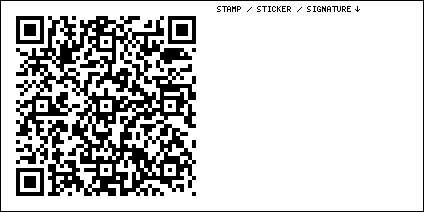 STAMP / STICKER / SIGNATURE ↓